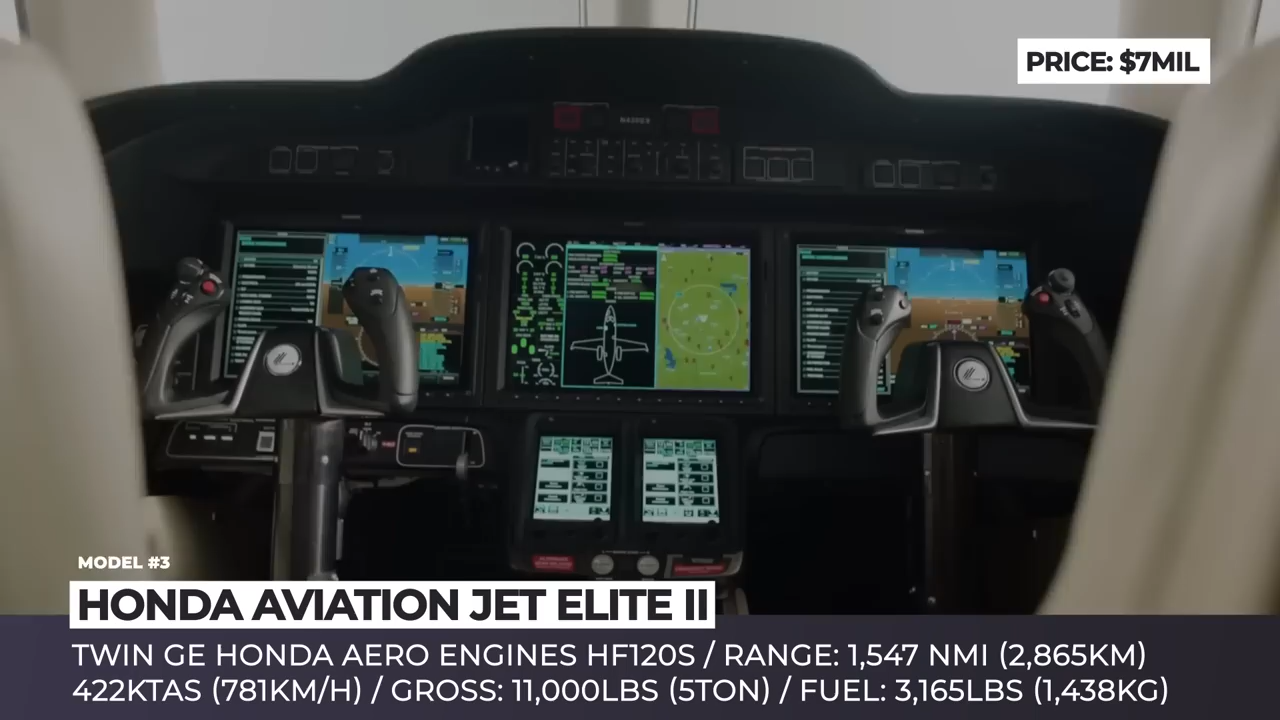 PRICE: $7MIL
MODEL #3
HONDA AVIATION JET ELITE II
TWIN GE HONDA AERO ENGINES HF120S / RANGE: 1,547 NMI (2,865KM)
422KTAS (781KM/H) / GROSS: 11,000LBS (5TON) / FUEL: 3,165LBS (1,438KG)